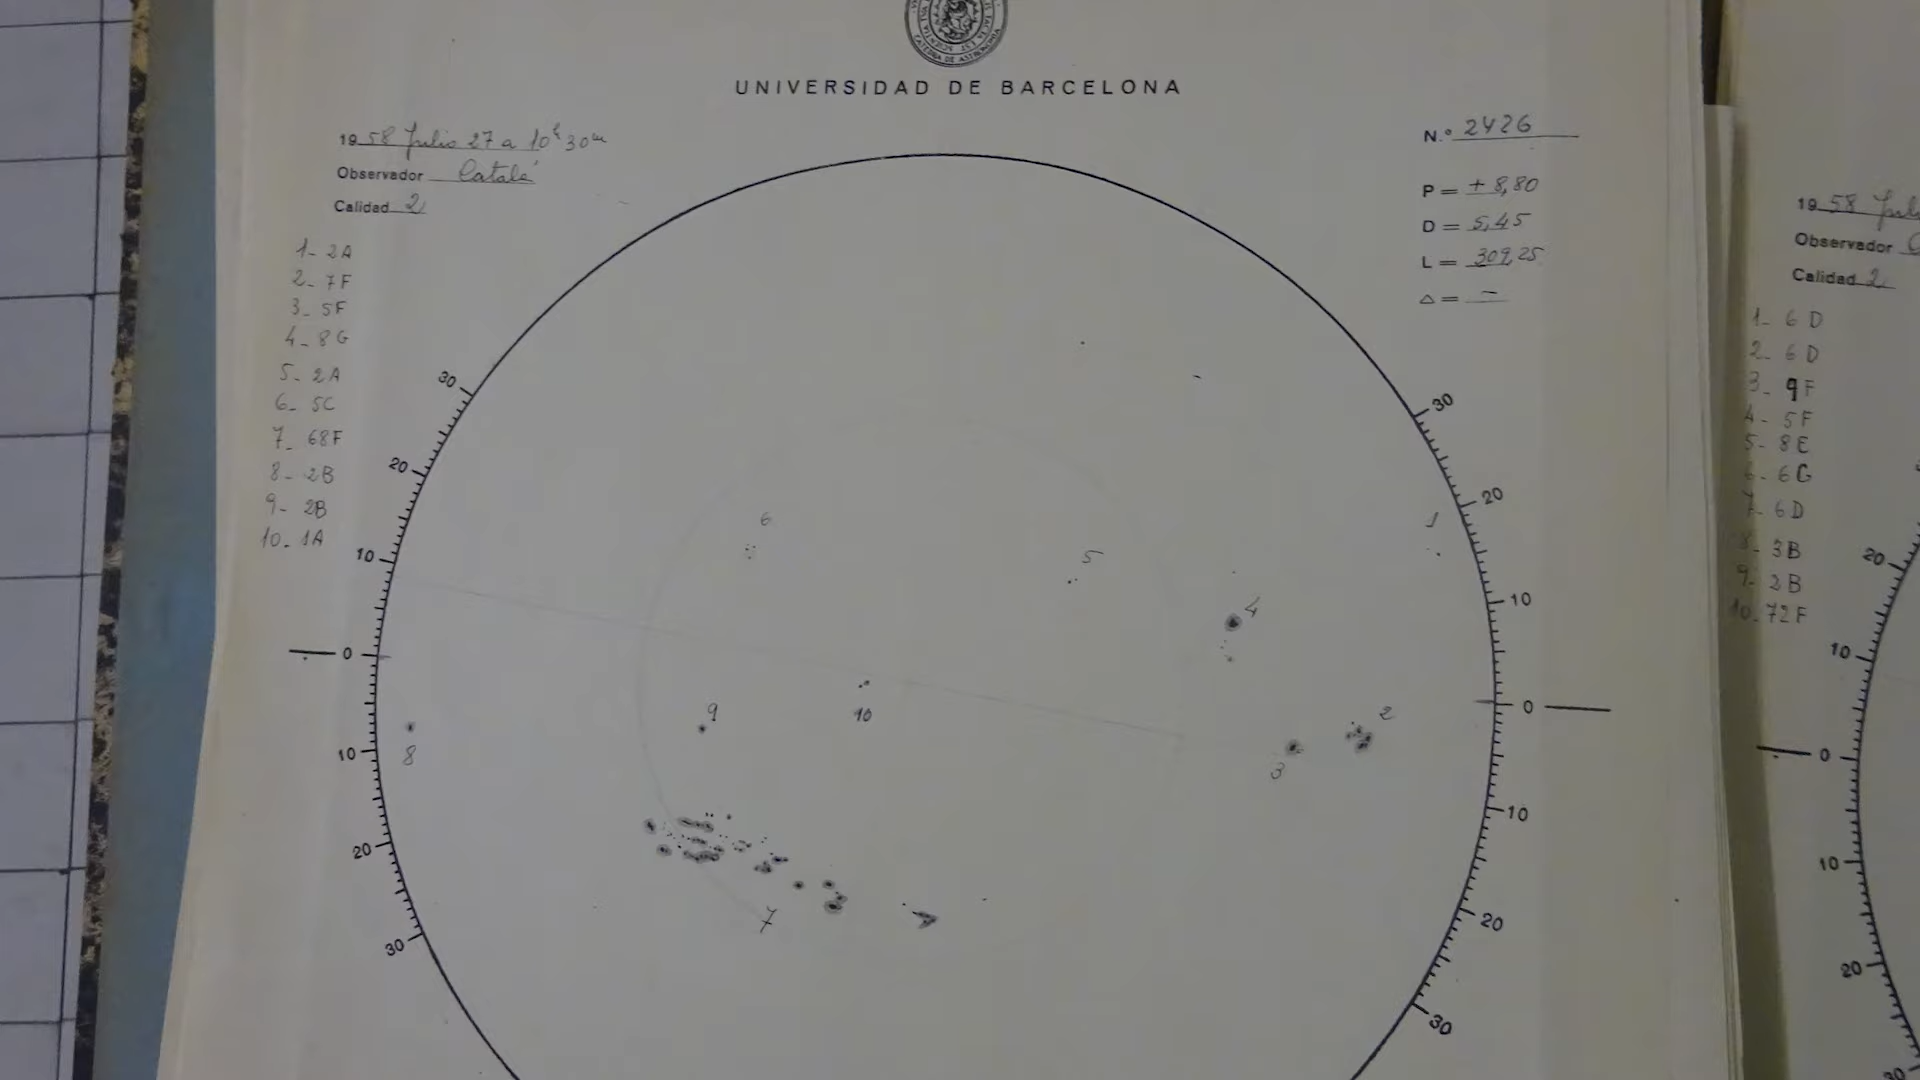 CATEDRA DE ASTRONOMIA
UNIVERSIDAD DE BARCELONA
1958 Julio 27 a 10h 30m
Observador Catalá
Calidad 2
N.º 2426
P = + 8,80
D = 5,45
L = 309,25
△ = -
1- 2A
2- 7F
3- 5F
4- 8G
5- 2A
6- 5C
7- 68F
8- 2B
9- 2B
10- 1A
30
20
10
0
10
20
30
30
20
10
0
10
20
30
1
2
3
4
5
6
7
8
9
10
1958
Observador
Calidad 2
1- 6D
2- 6D
3- 9F
4- 5F
5- 8E
6- 6G
7- 6D
8- 3B
9- 2B
10- 72F
20
10
0
10
20
30